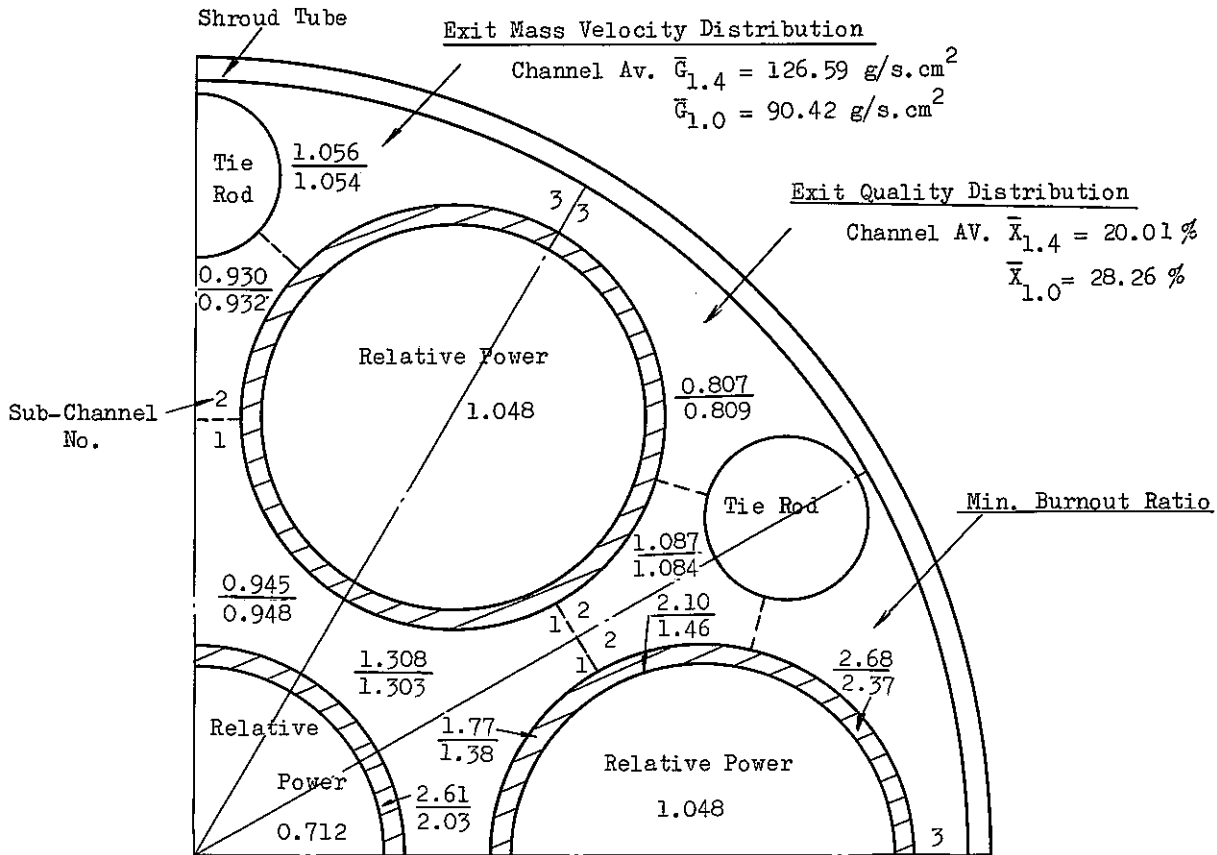 Shroud Tube
Exit Mass Velocity Distribution
Channel Av. G̅1.4 = 126.59 g/s.cm²
G̅1.0 = 90.42 g/s.cm²
Tie
Rod
1.056
1.054
3
3
Exit Quality Distribution
Channel AV. X̅1.4 = 20.01 %
X̅1.0 = 28.26 %
0.930
0.932
Relative Power
1.048
0.807
0.809
Sub-Channel
No.
2
1
Tie Rod
Min. Burnout Ratio
1.087
1.084
0.945
0.948
2.10
1.46
1
2
2
1
1.308
1.303
2.68
2.37
Relative
Power
0.712
1.77
1.38
Relative Power
1.048
2.61
2.03
3